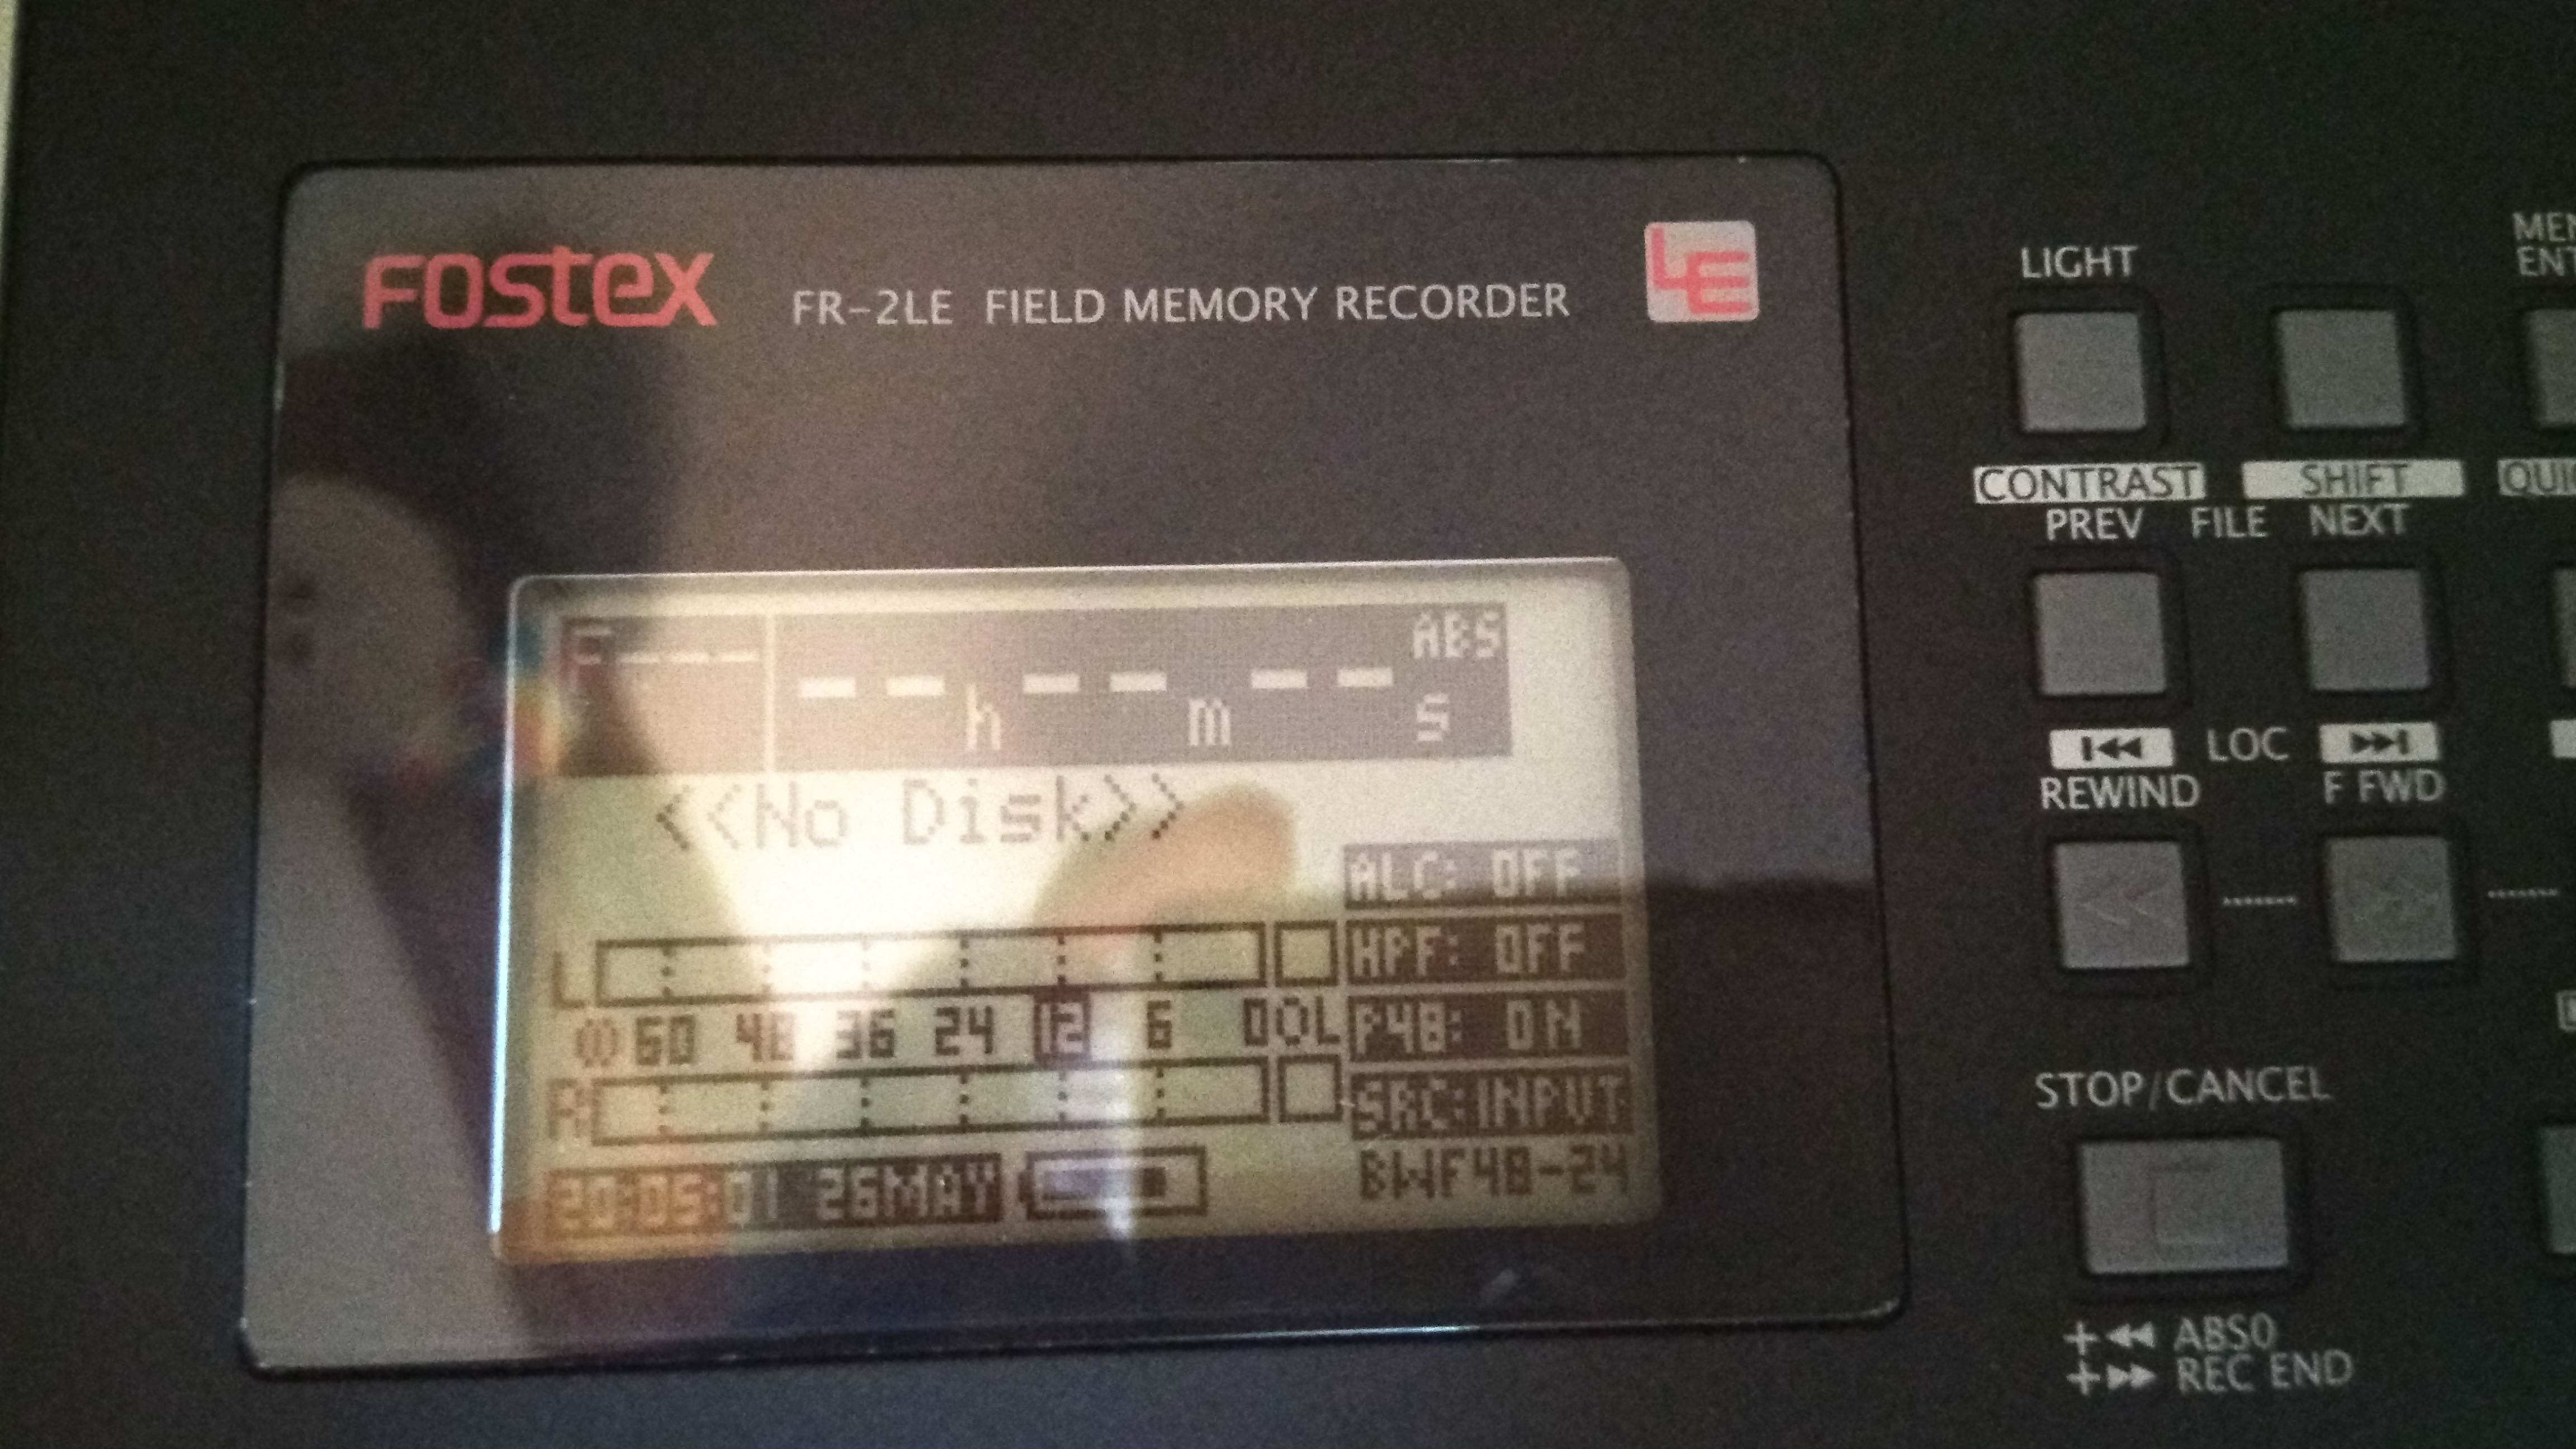 FOSTEX
FR-2LE FIELD MEMORY RECORDER
LE
F---
--h--m--s
ABS
<<No Disk>>
ALC: OFF
HPF: OFF
P48: ON
SRC:INPUT
BWF48-24
L
60 48 36 24 12 6 0 OL
R
20:05:01 26MAY
LIGHT
CONTRAST
SHIFT
PREV FILE NEXT
LOC
REWIND
F FWD
STOP/CANCEL
+ ABS0
+ REC END